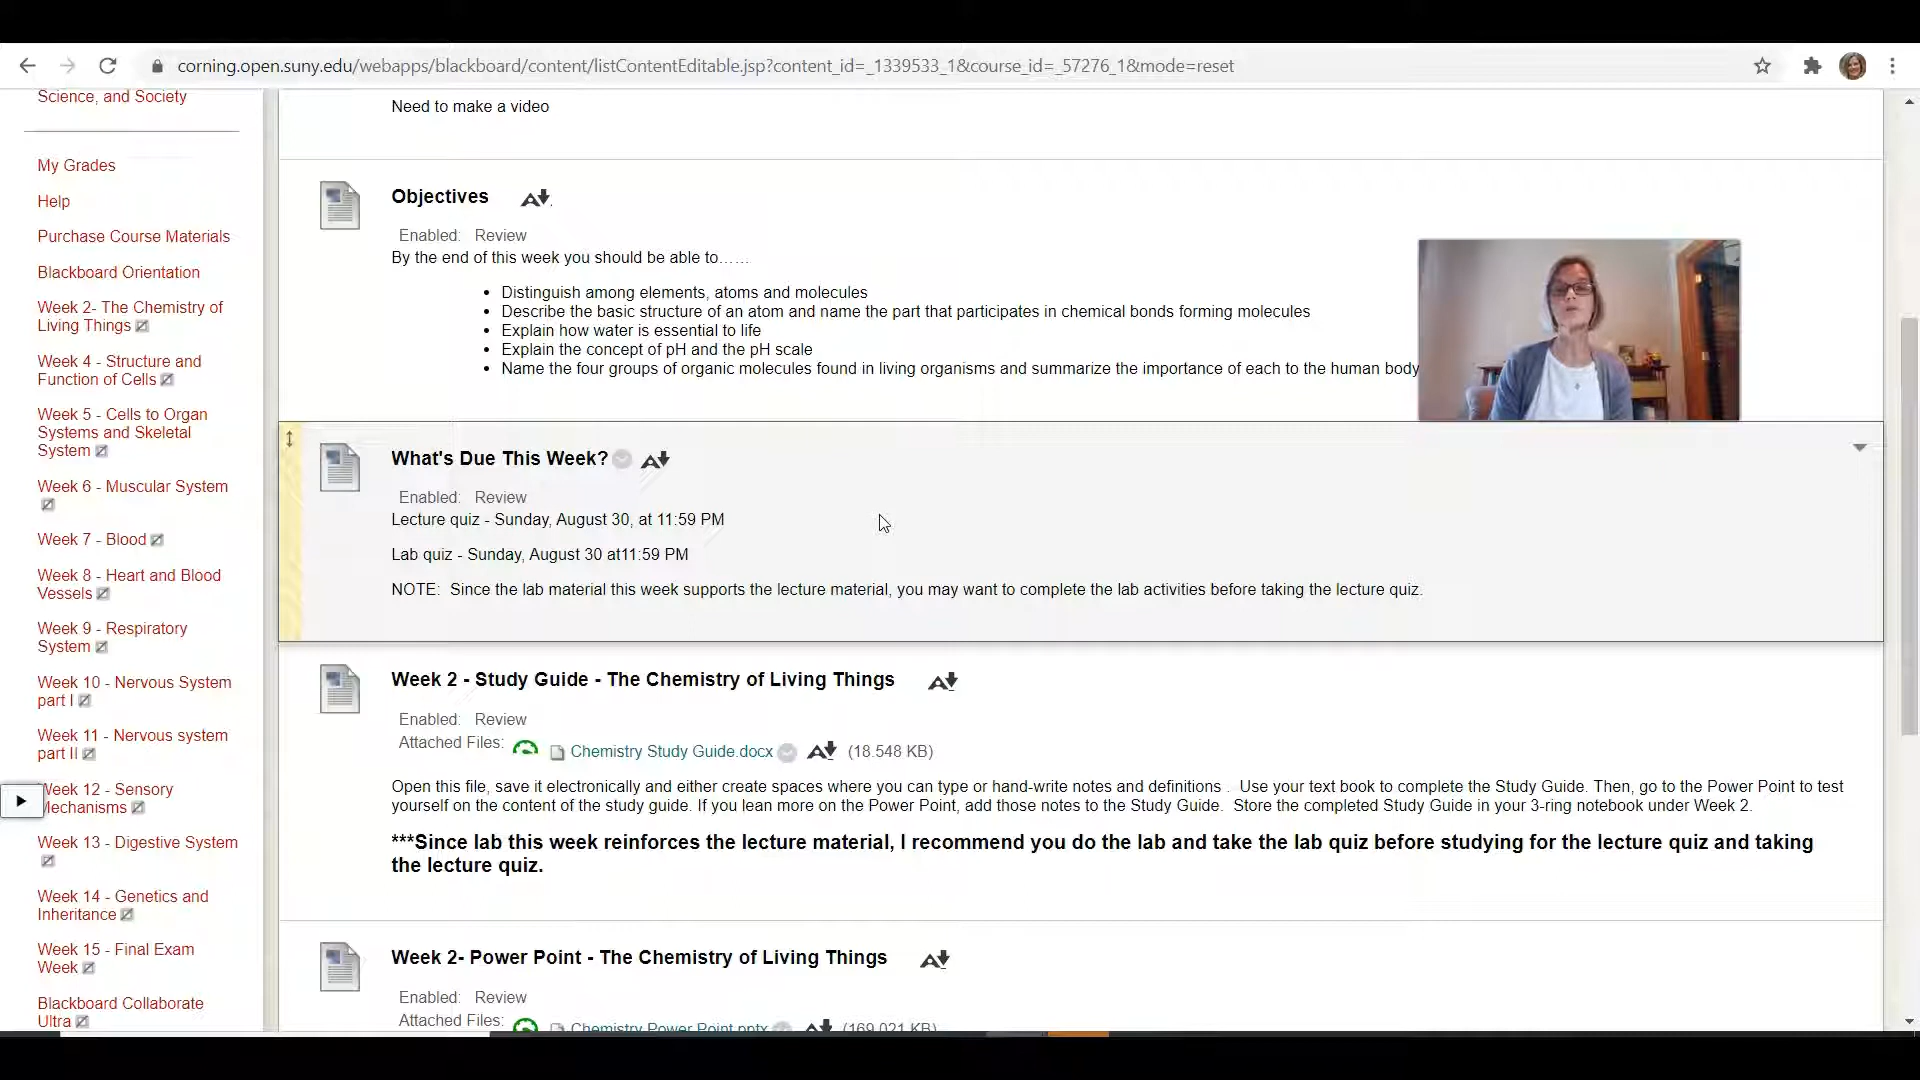 corning.open.suny.edu/webapps/blackboard/content/listContentEditable.jsp?content_id=_1339533_1&course_id=_57276_1&mode=reset
Science, and Society
My Grades
Help
Purchase Course Materials
Blackboard Orientation
Week 2- The Chemistry of
Living Things
Week 4 - Structure and
Function of Cells
Week 5 - Cells to Organ
Systems and Skeletal
System
Week 6 - Muscular System
Week 7 - Blood
Week 8 - Heart and Blood
Vessels
Week 9 - Respiratory
System
Week 10 - Nervous System
part I
Week 11 - Nervous system
part II
Week 12 - Sensory
Mechanisms
Week 13 - Digestive System
Week 14 - Genetics and
Inheritance
Week 15 - Final Exam
Week
Blackboard Collaborate
Ultra
Need to make a video
Objectives
Enabled: Review
By the end of this week you should be able to……
• Distinguish among elements, atoms and molecules
• Describe the basic structure of an atom and name the part that participates in chemical bonds forming molecules
• Explain how water is essential to life
• Explain the concept of pH and the pH scale
• Name the four groups of organic molecules found in living organisms and summarize the importance of each to the human body
What's Due This Week?
Enabled: Review
Lecture quiz - Sunday, August 30, at 11:59 PM
Lab quiz - Sunday, August 30 at11:59 PM
NOTE: Since the lab material this week supports the lecture material, you may want to complete the lab activities before taking the lecture quiz.
Week 2 - Study Guide - The Chemistry of Living Things
Enabled: Review
Attached Files: Chemistry Study Guide.docx (18.548 KB)
Open this file, save it electronically and either create spaces where you can type or hand-write notes and definitions . Use your text book to complete the Study Guide. Then, go to the Power Point to test
yourself on the content of the study guide. If you lean more on the Power Point, add those notes to the Study Guide. Store the completed Study Guide in your 3-ring notebook under Week 2.
***Since lab this week reinforces the lecture material, I recommend you do the lab and take the lab quiz before studying for the lecture quiz and taking
the lecture quiz.
Week 2- Power Point - The Chemistry of Living Things
Enabled: Review
Attached Files: Chemistry Power Point.pptx (169.021 KB)